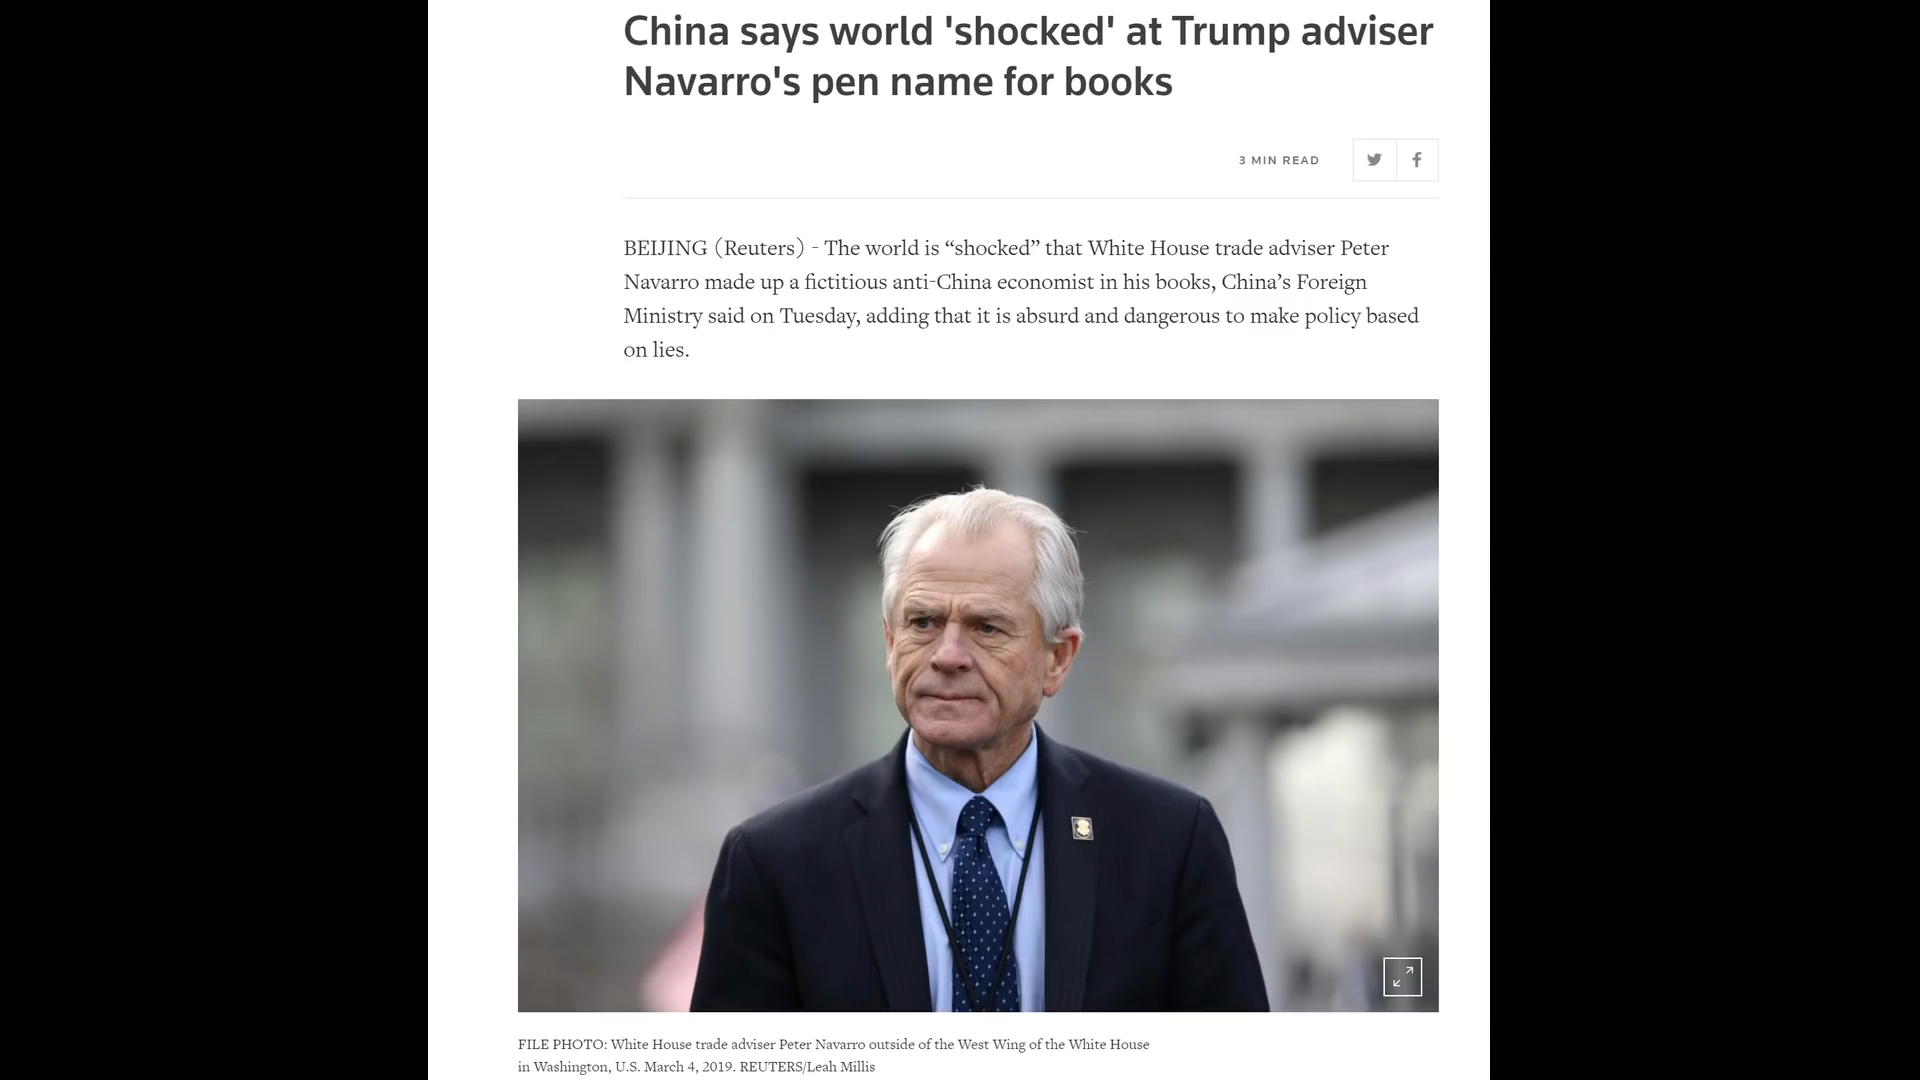 China says world 'shocked' at Trump adviser
Navarro's pen name for books
3 MIN READ
BEIJING (Reuters) - The world is “shocked” that White House trade adviser Peter
Navarro made up a fictitious anti-China economist in his books, China’s Foreign
Ministry said on Tuesday, adding that it is absurd and dangerous to make policy based
on lies.
FILE PHOTO: White House trade adviser Peter Navarro outside of the West Wing of the White House
in Washington, U.S. March 4, 2019. REUTERS/Leah Millis